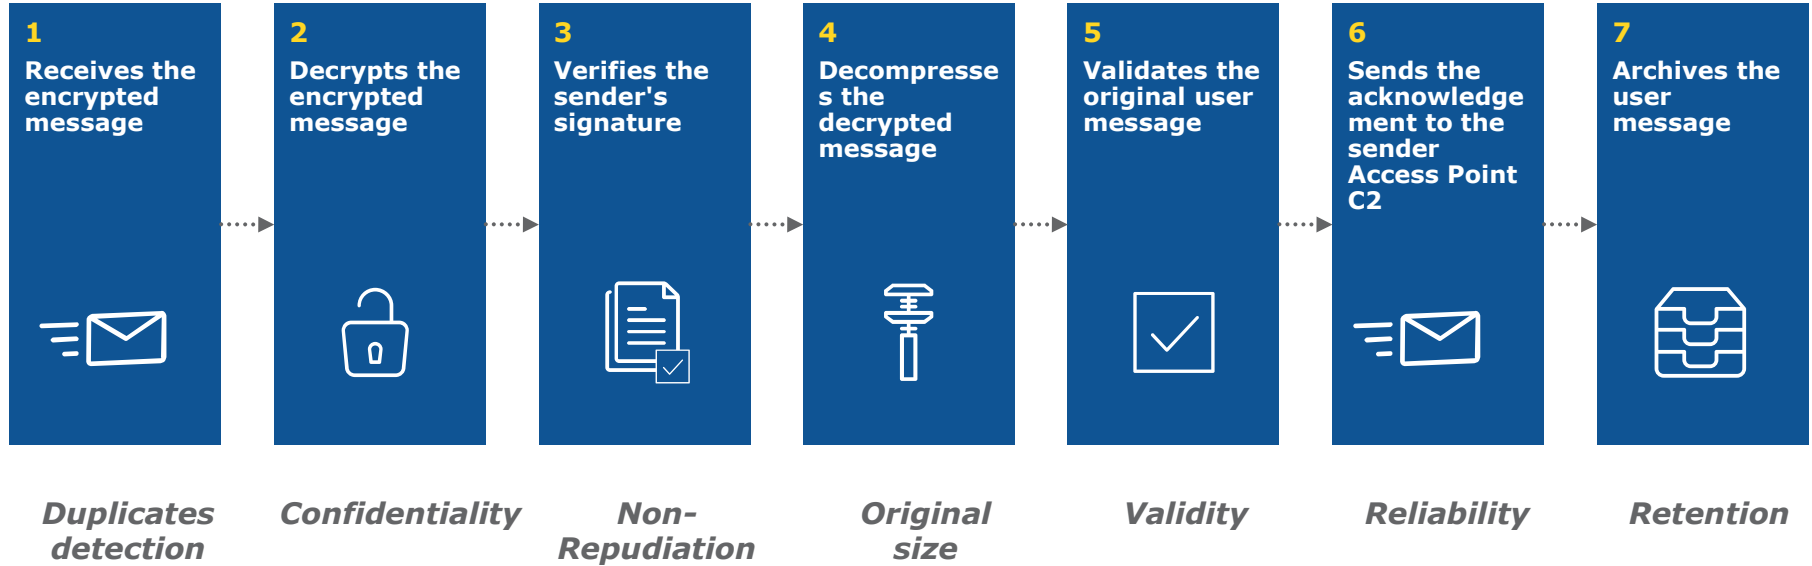 1
Receives the
encrypted
message
2
Decrypts the
encrypted
message
3
Verifies the
sender's
signature
4
Decompresse
s the
decrypted
message
5
Validates the
original user
message
6
Sends the
acknowledge
ment to the
sender
Access Point
C2
7
Archives the
user
message
Duplicates
detection
Confidentiality
Non-
Repudiation
Original
size
Validity
Reliability
Retention